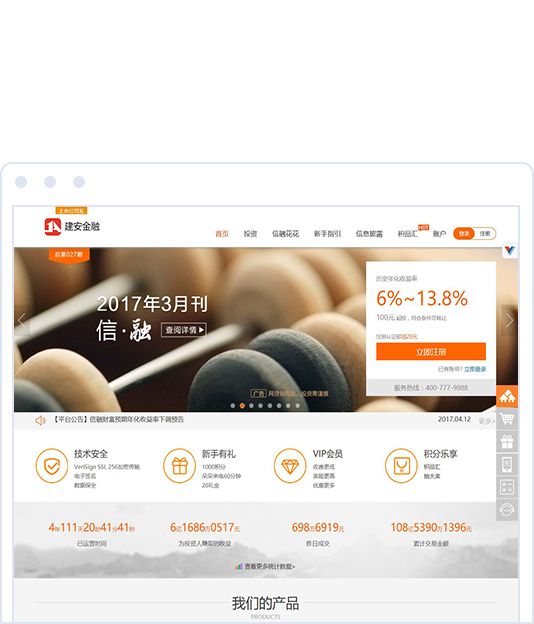 上市公司系
建安金融
首页 投资 信融花花 新手指引 信息披露 积品汇 HOT 账户 登录 注册
总第027期
2017年3月刊
信·融 查阅详情
历史年化收益率
6%~13.8%
100元起投，符合条件可转让
注册认证即送20元
立即注册
已有账号？立即登录
服务热线：400-777-9888
广告 网贷有风险，投资需谨慎
【平台公告】信融财富预期年化收益率下调预告 2017.04.12 更多>
技术安全
VeriSign SSL 256加密传输
电子签名
数据保全
新手有礼
1000积分
朵朵来电60分钟
20礼金
VIP会员
收费更低
奖励更高
优惠更多
积分乐享
积品汇
抽大奖
4年111天20时41分41秒
已运营时间
6亿1686万0517元
为投资人赚取的收益
698万6919元
昨日成交
108亿5390万1396元
累计交易金额
查看更多统计数据>
我们的产品
PRODUCTS